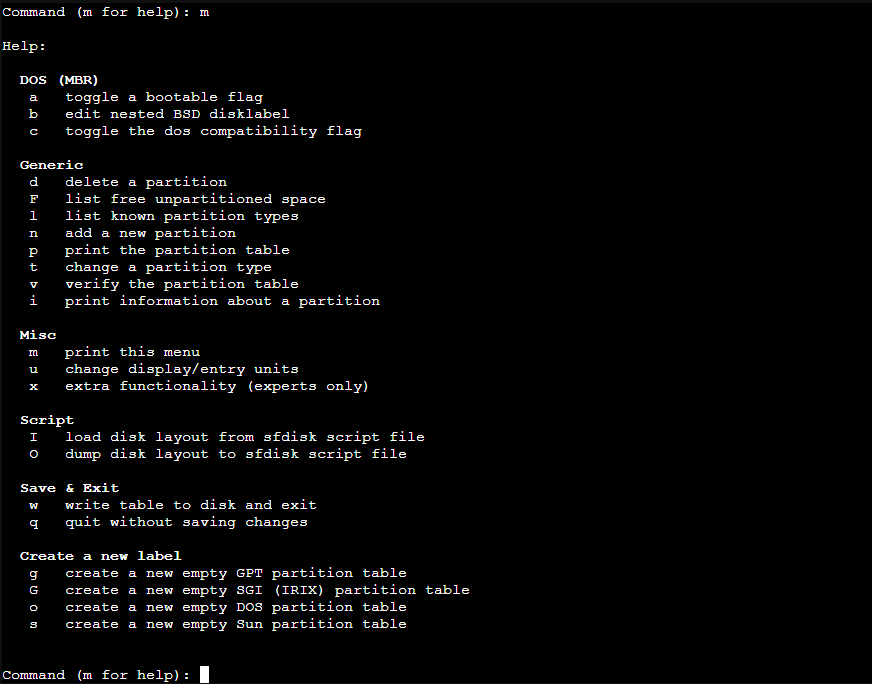 Command (m for help): m
Help:
DOS (MBR)
a   toggle a bootable flag
b   edit nested BSD disklabel
c   toggle the dos compatibility flag
Generic
d   delete a partition
F   list free unpartitioned space
l   list known partition types
n   add a new partition
p   print the partition table
t   change a partition type
v   verify the partition table
i   print information about a partition
Misc
m   print this menu
u   change display/entry units
x   extra functionality (experts only)
Script
I   load disk layout from sfdisk script file
O   dump disk layout to sfdisk script file
Save & Exit
w   write table to disk and exit
q   quit without saving changes
Create a new label
g   create a new empty GPT partition table
G   create a new empty SGI (IRIX) partition table
o   create a new empty DOS partition table
s   create a new empty Sun partition table
Command (m for help):